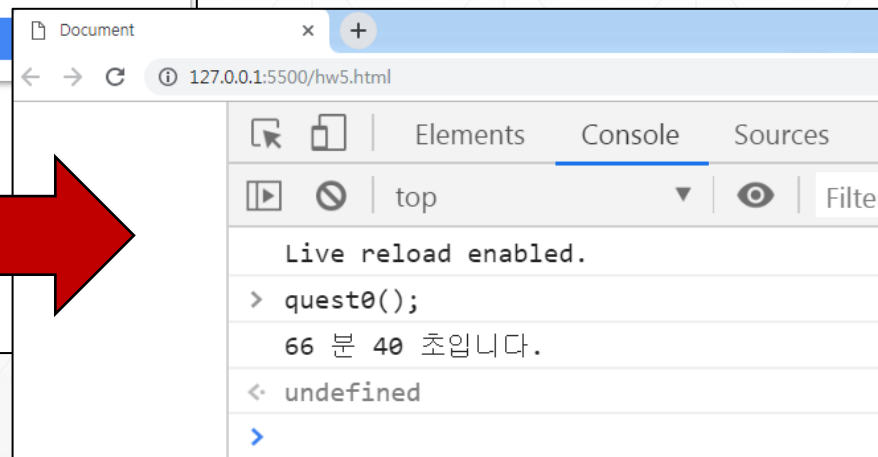 Document
127.0.0.1:5500/hw5.html
Elements Console Sources
top Filte
Live reload enabled.
> quest0();
66 분 40 초입니다.
undefined
>